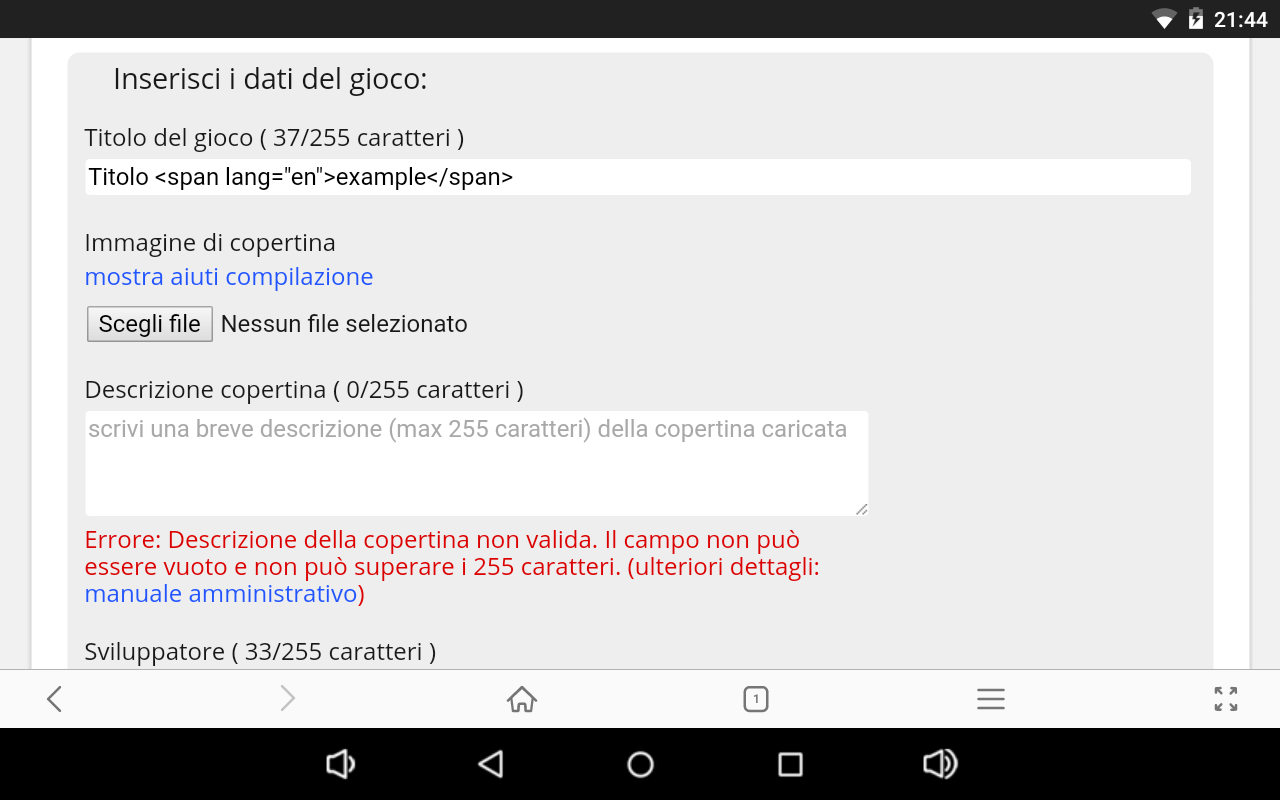 21:44
Inserisci i dati del gioco:
Titolo del gioco ( 37/255 caratteri )
Titolo <span lang="en">example</span>
Immagine di copertina
mostra aiuti compilazione
Scegli file Nessun file selezionato
Descrizione copertina ( 0/255 caratteri )
scrivi una breve descrizione (max 255 caratteri) della copertina caricata
Errore: Descrizione della copertina non valida. Il campo non può
essere vuoto e non può superare i 255 caratteri. (ulteriori dettagli:
manuale amministrativo)
Sviluppatore ( 33/255 caratteri )
1